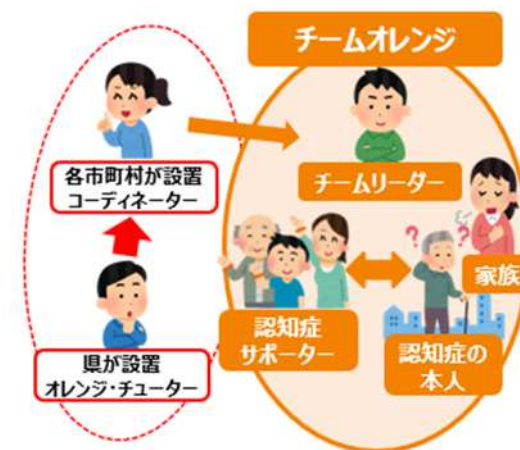 チームオレンジ
各市町村が設置
コーディネーター
チームリーダー
家族
認知症
サポーター
認知症の
本人
県が設置
オレンジ・チューター